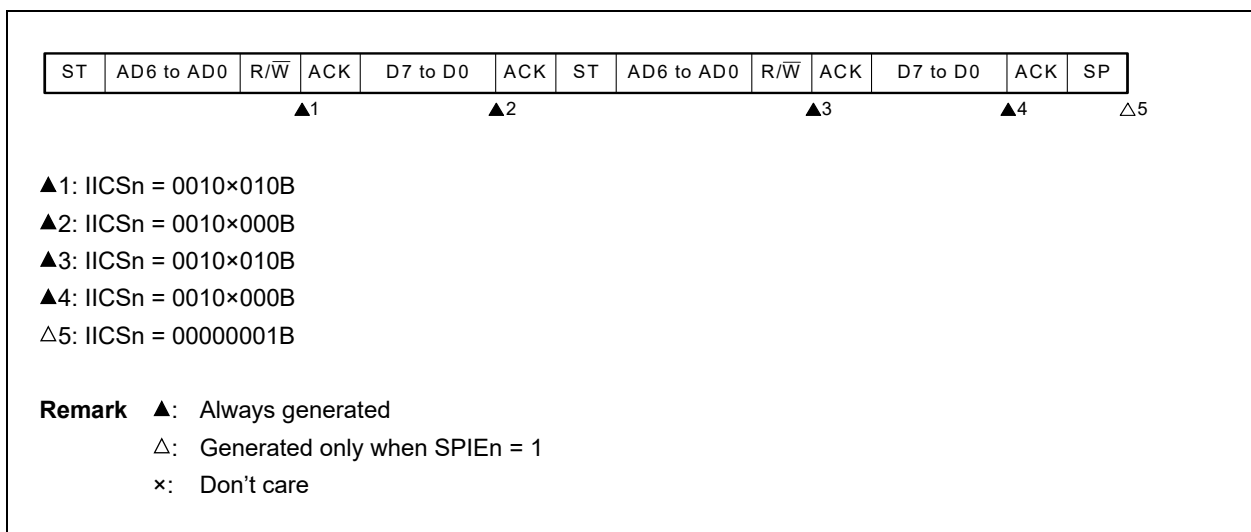 ST AD6 to AD0 R/W̅ ACK D7 to D0 ACK ST AD6 to AD0 R/W̅ ACK D7 to D0 ACK SP
▲1 ▲2 ▲3 ▲4 △5
▲1: IICSn = 0010×010B
▲2: IICSn = 0010×000B
▲3: IICSn = 0010×010B
▲4: IICSn = 0010×000B
△5: IICSn = 00000001B
Remark ▲: Always generated
△: Generated only when SPIEn = 1
×: Don't care